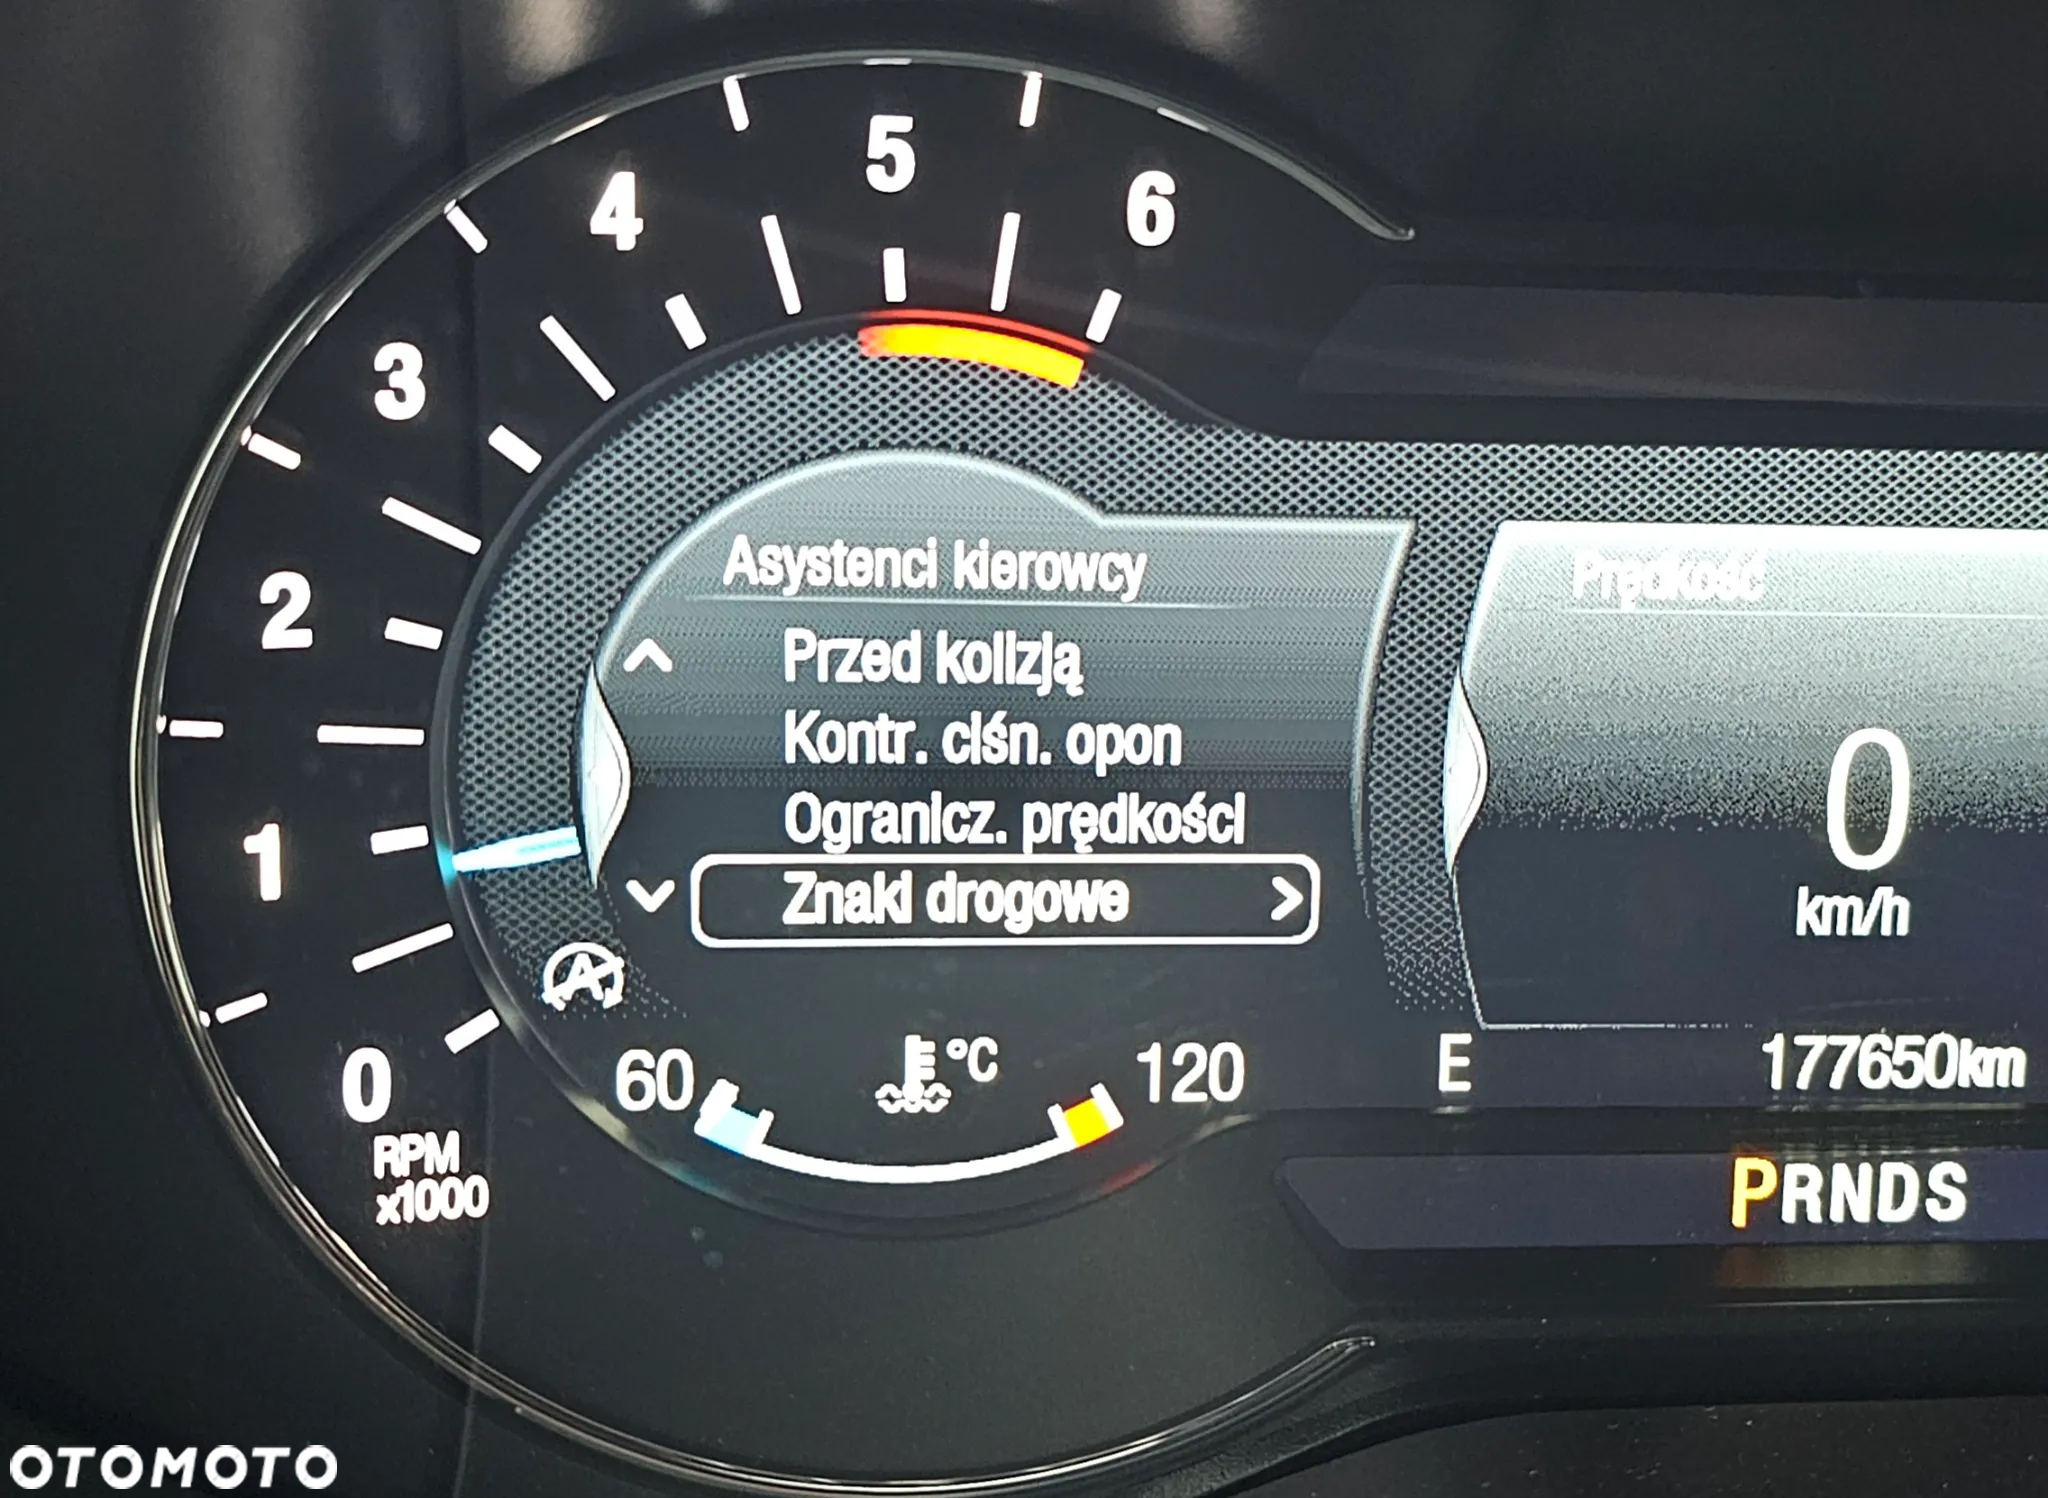 5
4
6
3
2
1
0
RPM
x1000
Asystenci kierowcy
Przed kolizją
Kontr. ciśn. opon
Ogranicz. prędkości
Znaki drogowe
Prędkość
0
km/h
A
60
°C
120
E
177650km
PRNDS
OTOMOTO